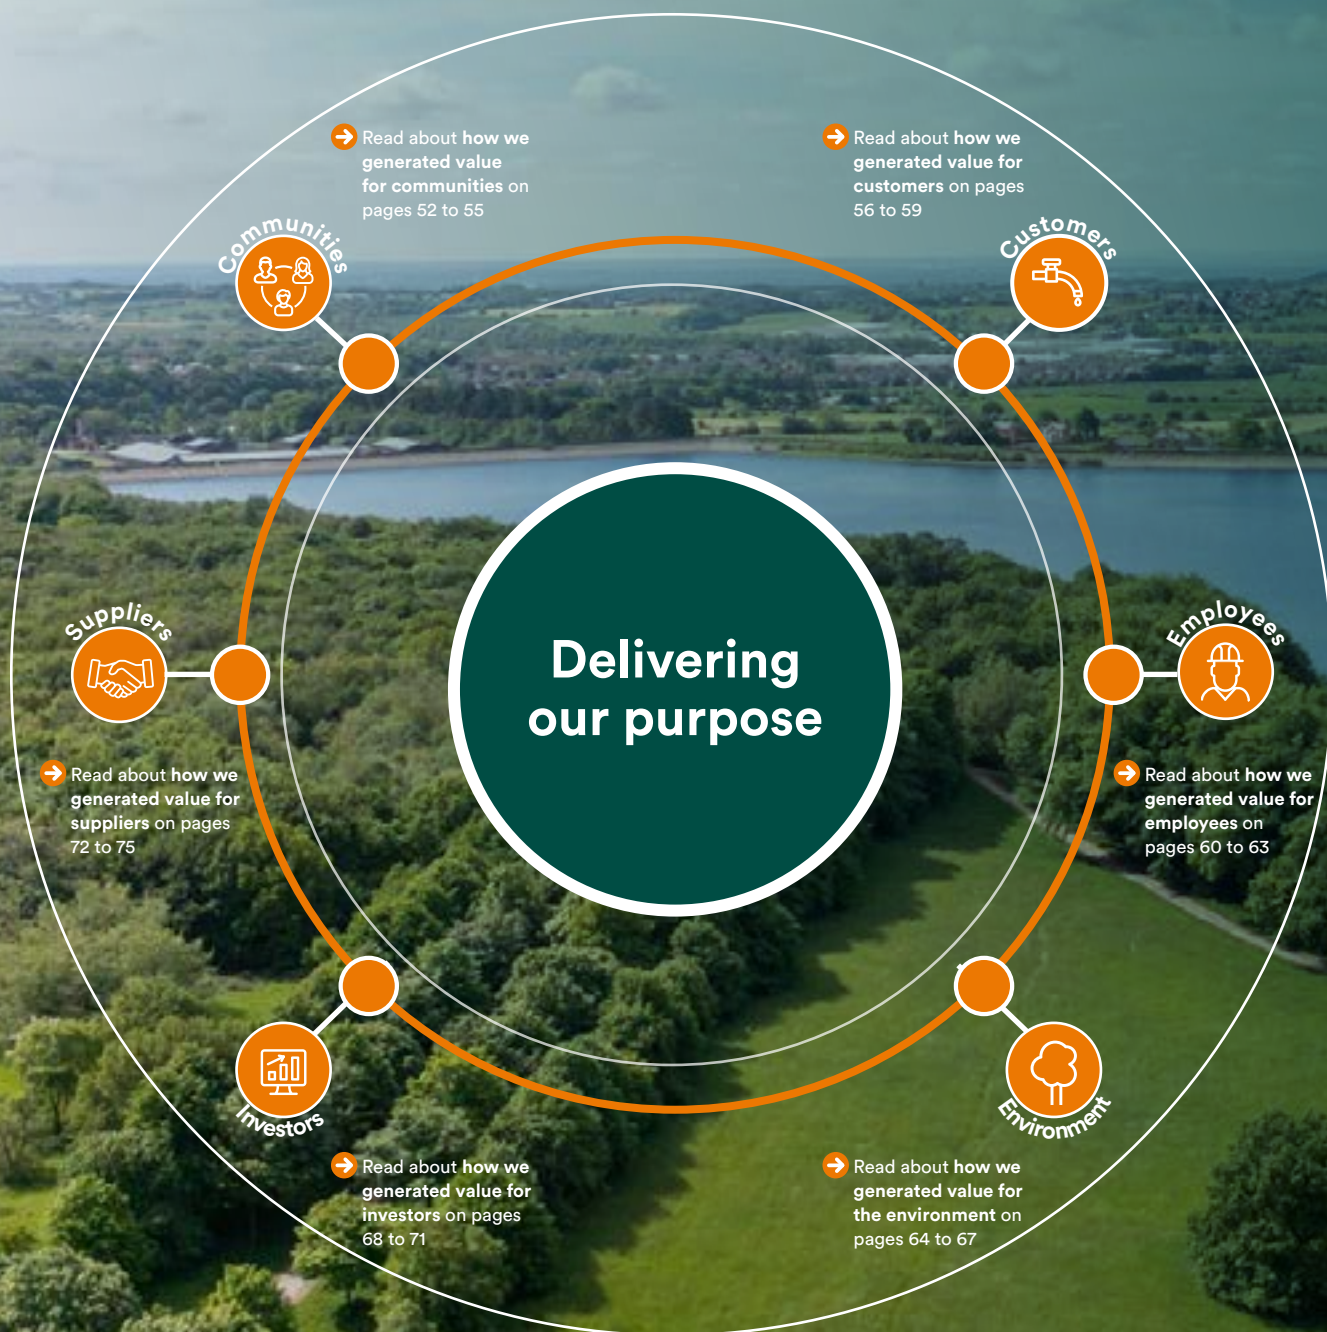 Read about how we
generated value
for communities on
pages 52 to 55
Read about how we
generated value for
customers on pages
56 to 59
Communities
Customers
Delivering
our purpose
Suppliers
Employees
Read about how we
generated value for
suppliers on pages
72 to 75
Read about how we
generated value for
employees on
pages 60 to 63
Investors
Environment
Read about how we
generated value for
investors on pages
68 to 71
Read about how we
generated value for
the environment on
pages 64 to 67